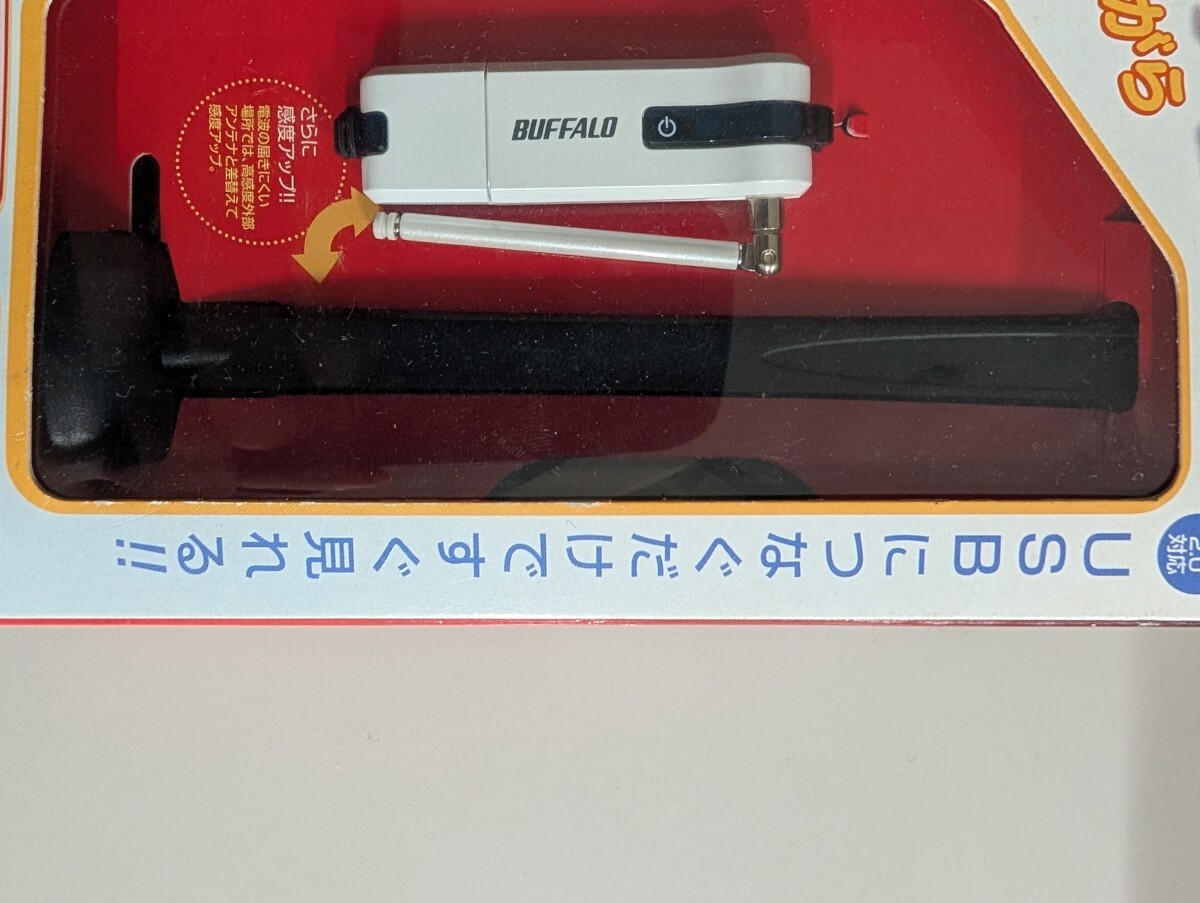 がら
BUFFALO
さらに
感度アップ!!
電波の届きにくい
場所では、高感度外部
アンテナと差替えて
感度アップ。
2.0
対応
USBにつなぐだけですぐ見れる!!